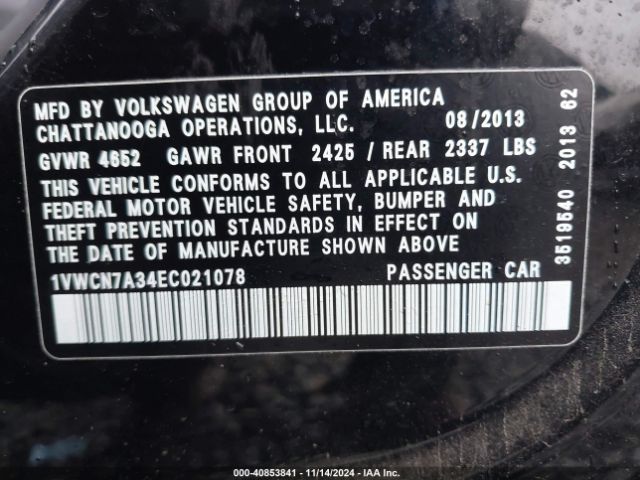 MFD BY VOLKSWAGEN GROUP OF AMERICA
CHATTANOOGA OPERATIONS, LLC. 08/2013
GVWR 4652 GAWR FRONT 2425 / REAR 2337 LBS
THIS VEHICLE CONFORMS TO ALL APPLICABLE U.S.
FEDERAL MOTOR VEHICLE SAFETY, BUMPER AND
THEFT PREVENTION STANDARDS IN EFFECT ON
THE DATE OF MANUFACTURE SHOWN ABOVE
1VWCN7A34EC021078 PASSENGER CAR
3519540 2013 62
000-40853841 - 11/14/2024 - IAA Inc.